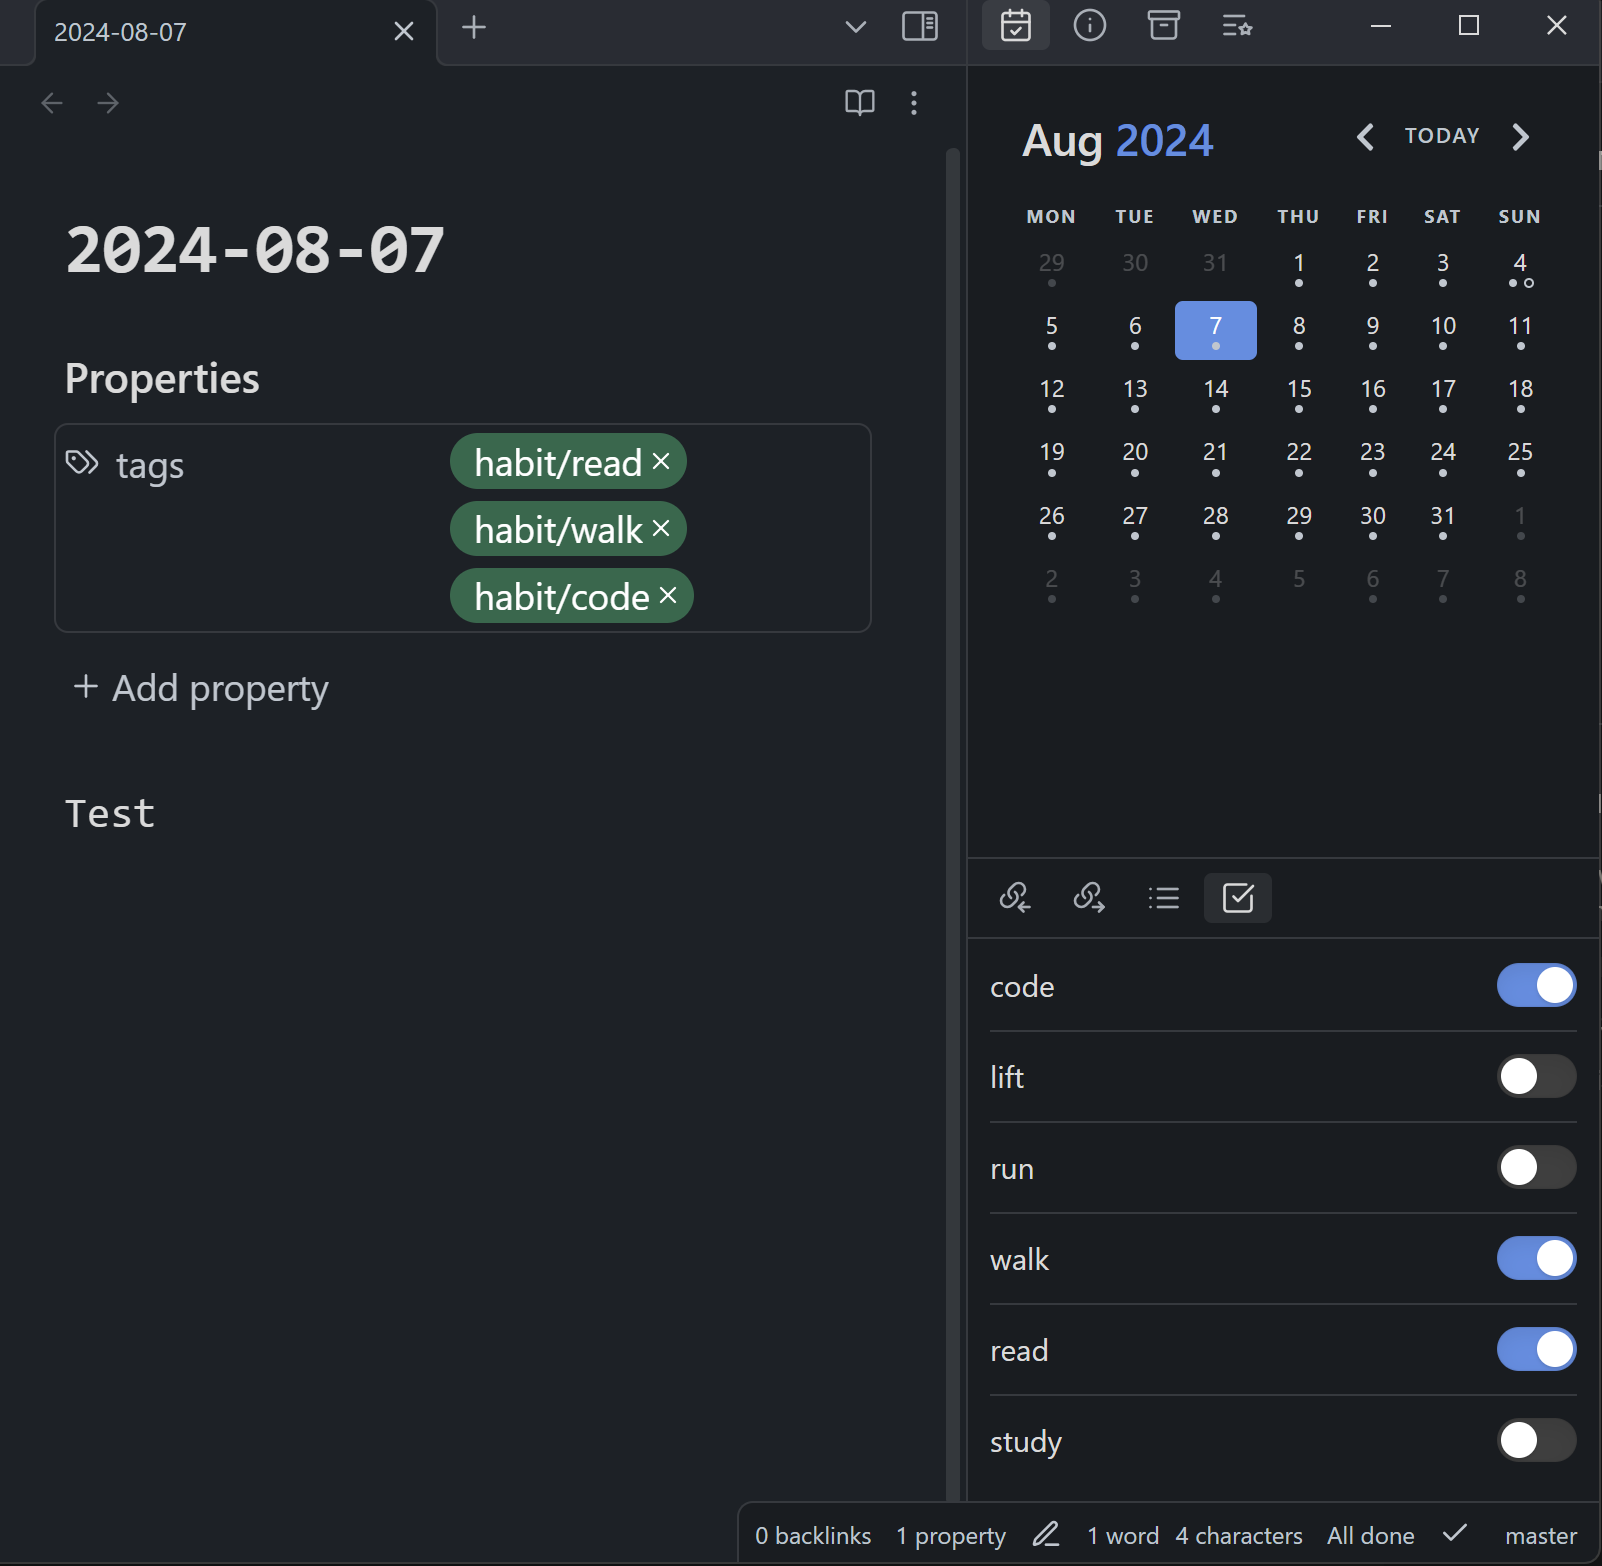 2024-08-07
2024-08-07
Properties
tags
habit/read
habit/walk
habit/code
Add property
Test
Aug 2024
TODAY
MON TUE WED THU FRI SAT SUN
29 30 31 1 2 3 4
5 6 7 8 9 10 11
12 13 14 15 16 17 18
19 20 21 22 23 24 25
26 27 28 29 30 31 1
2 3 4 5 6 7 8
code
lift
run
walk
read
study
0 backlinks 1 property 1 word 4 characters All done master